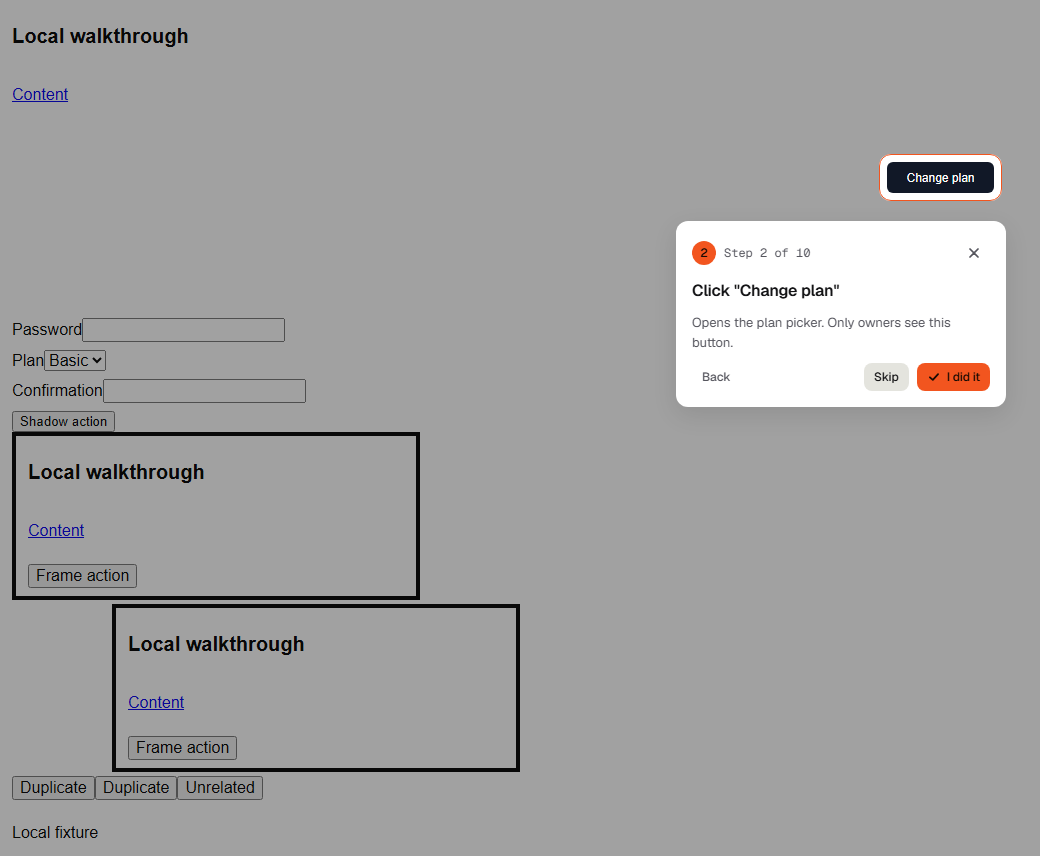 Local walkthrough
Content
Change plan
2 Step 2 of 10
Click "Change plan"
Opens the plan picker. Only owners see this
button.
Back Skip I did it
Password
Plan Basic
Confirmation
Shadow action
Local walkthrough
Content
Frame action
Local walkthrough
Content
Frame action
Duplicate Duplicate Unrelated
Local fixture